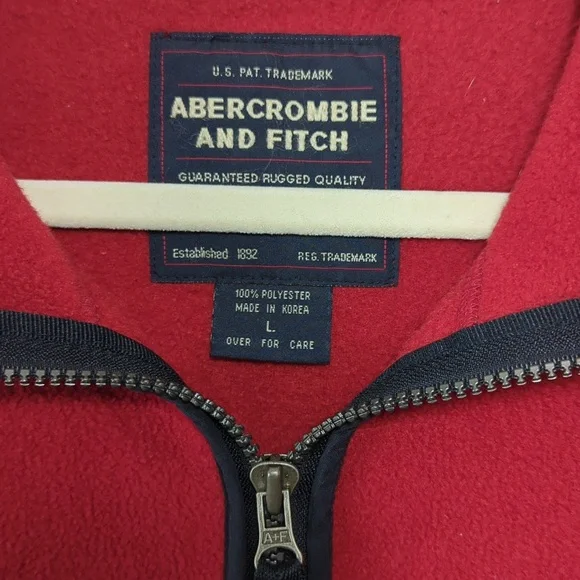 U.S. PAT. TRADEMARK
ABERCROMBIE
AND FITCH
GUARANTEED RUGGED QUALITY
Established 1892 REG. TRADEMARK
100% POLYESTER
MADE IN KOREA
L.
OVER FOR CARE
A+F